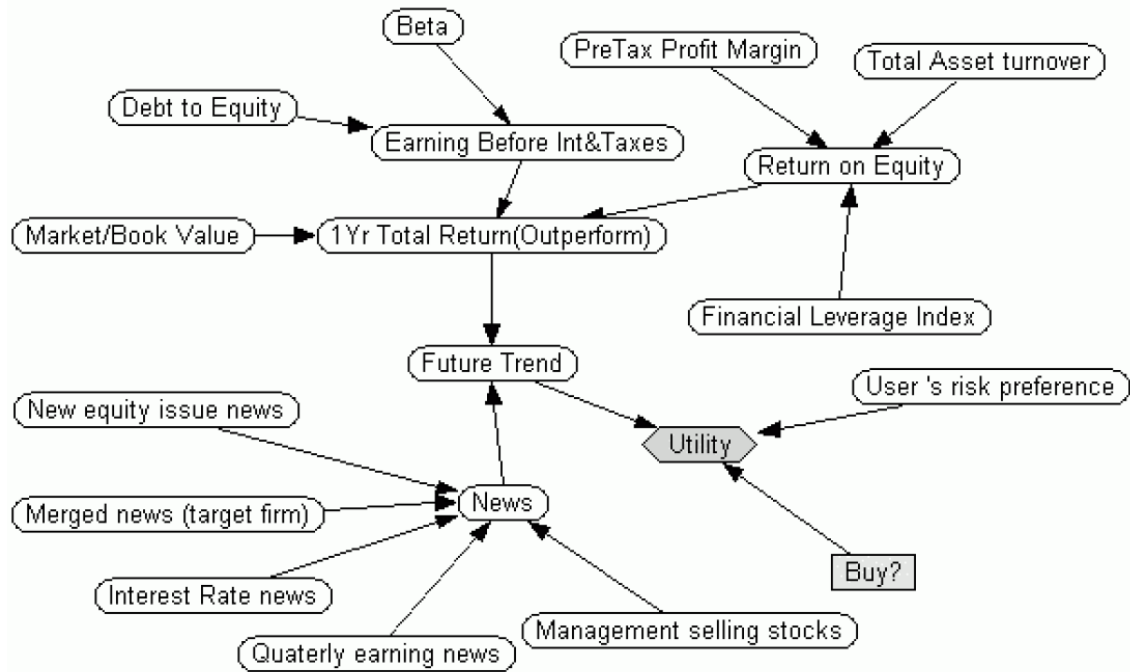 Beta
PreTax Profit Margin
Total Asset turnover
Debt to Equity
Earning Before Int&Taxes
Return on Equity
Market/Book Value
1Yr Total Return(Outperform)
Financial Leverage Index
Future Trend
User 's risk preference
New equity issue news
Utility
News
Merged news (target firm)
Buy?
Interest Rate news
Management selling stocks
Quaterly earning news